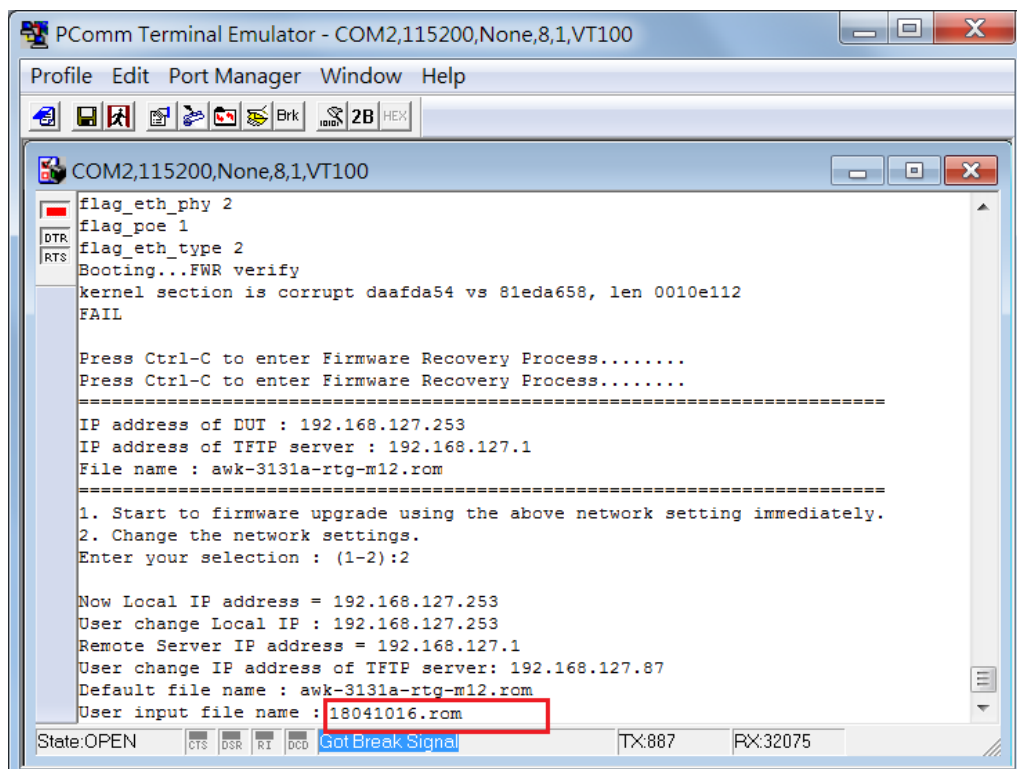 PComm Terminal Emulator - COM2,115200,None,8,1,VT100
Profile Edit Port Manager Window Help
Brk 2B HEX
COM2,115200,None,8,1,VT100
DTR
RTS
flag_eth_phy 2
flag_poe 1
flag_eth_type 2
Booting...FWR verify
kernel section is corrupt daafda54 vs 81eda658, len 0010e112
FAIL
Press Ctrl-C to enter Firmware Recovery Process........
Press Ctrl-C to enter Firmware Recovery Process........
=========================================================================
IP address of DUT : 192.168.127.253
IP address of TFTP server : 192.168.127.1
File name : awk-3131a-rtg-m12.rom
=========================================================================
1. Start to firmware upgrade using the above network setting immediately.
2. Change the network settings.
Enter your selection : (1-2):2
Now Local IP address = 192.168.127.253
User change Local IP : 192.168.127.253
Remote Server IP address = 192.168.127.1
User change IP address of TFTP server: 192.168.127.87
Default file name : awk-3131a-rtg-m12.rom
User input file name : 18041016.rom
State:OPEN CTS DSR RI DCD Got Break Signal TX:887 RX:32075